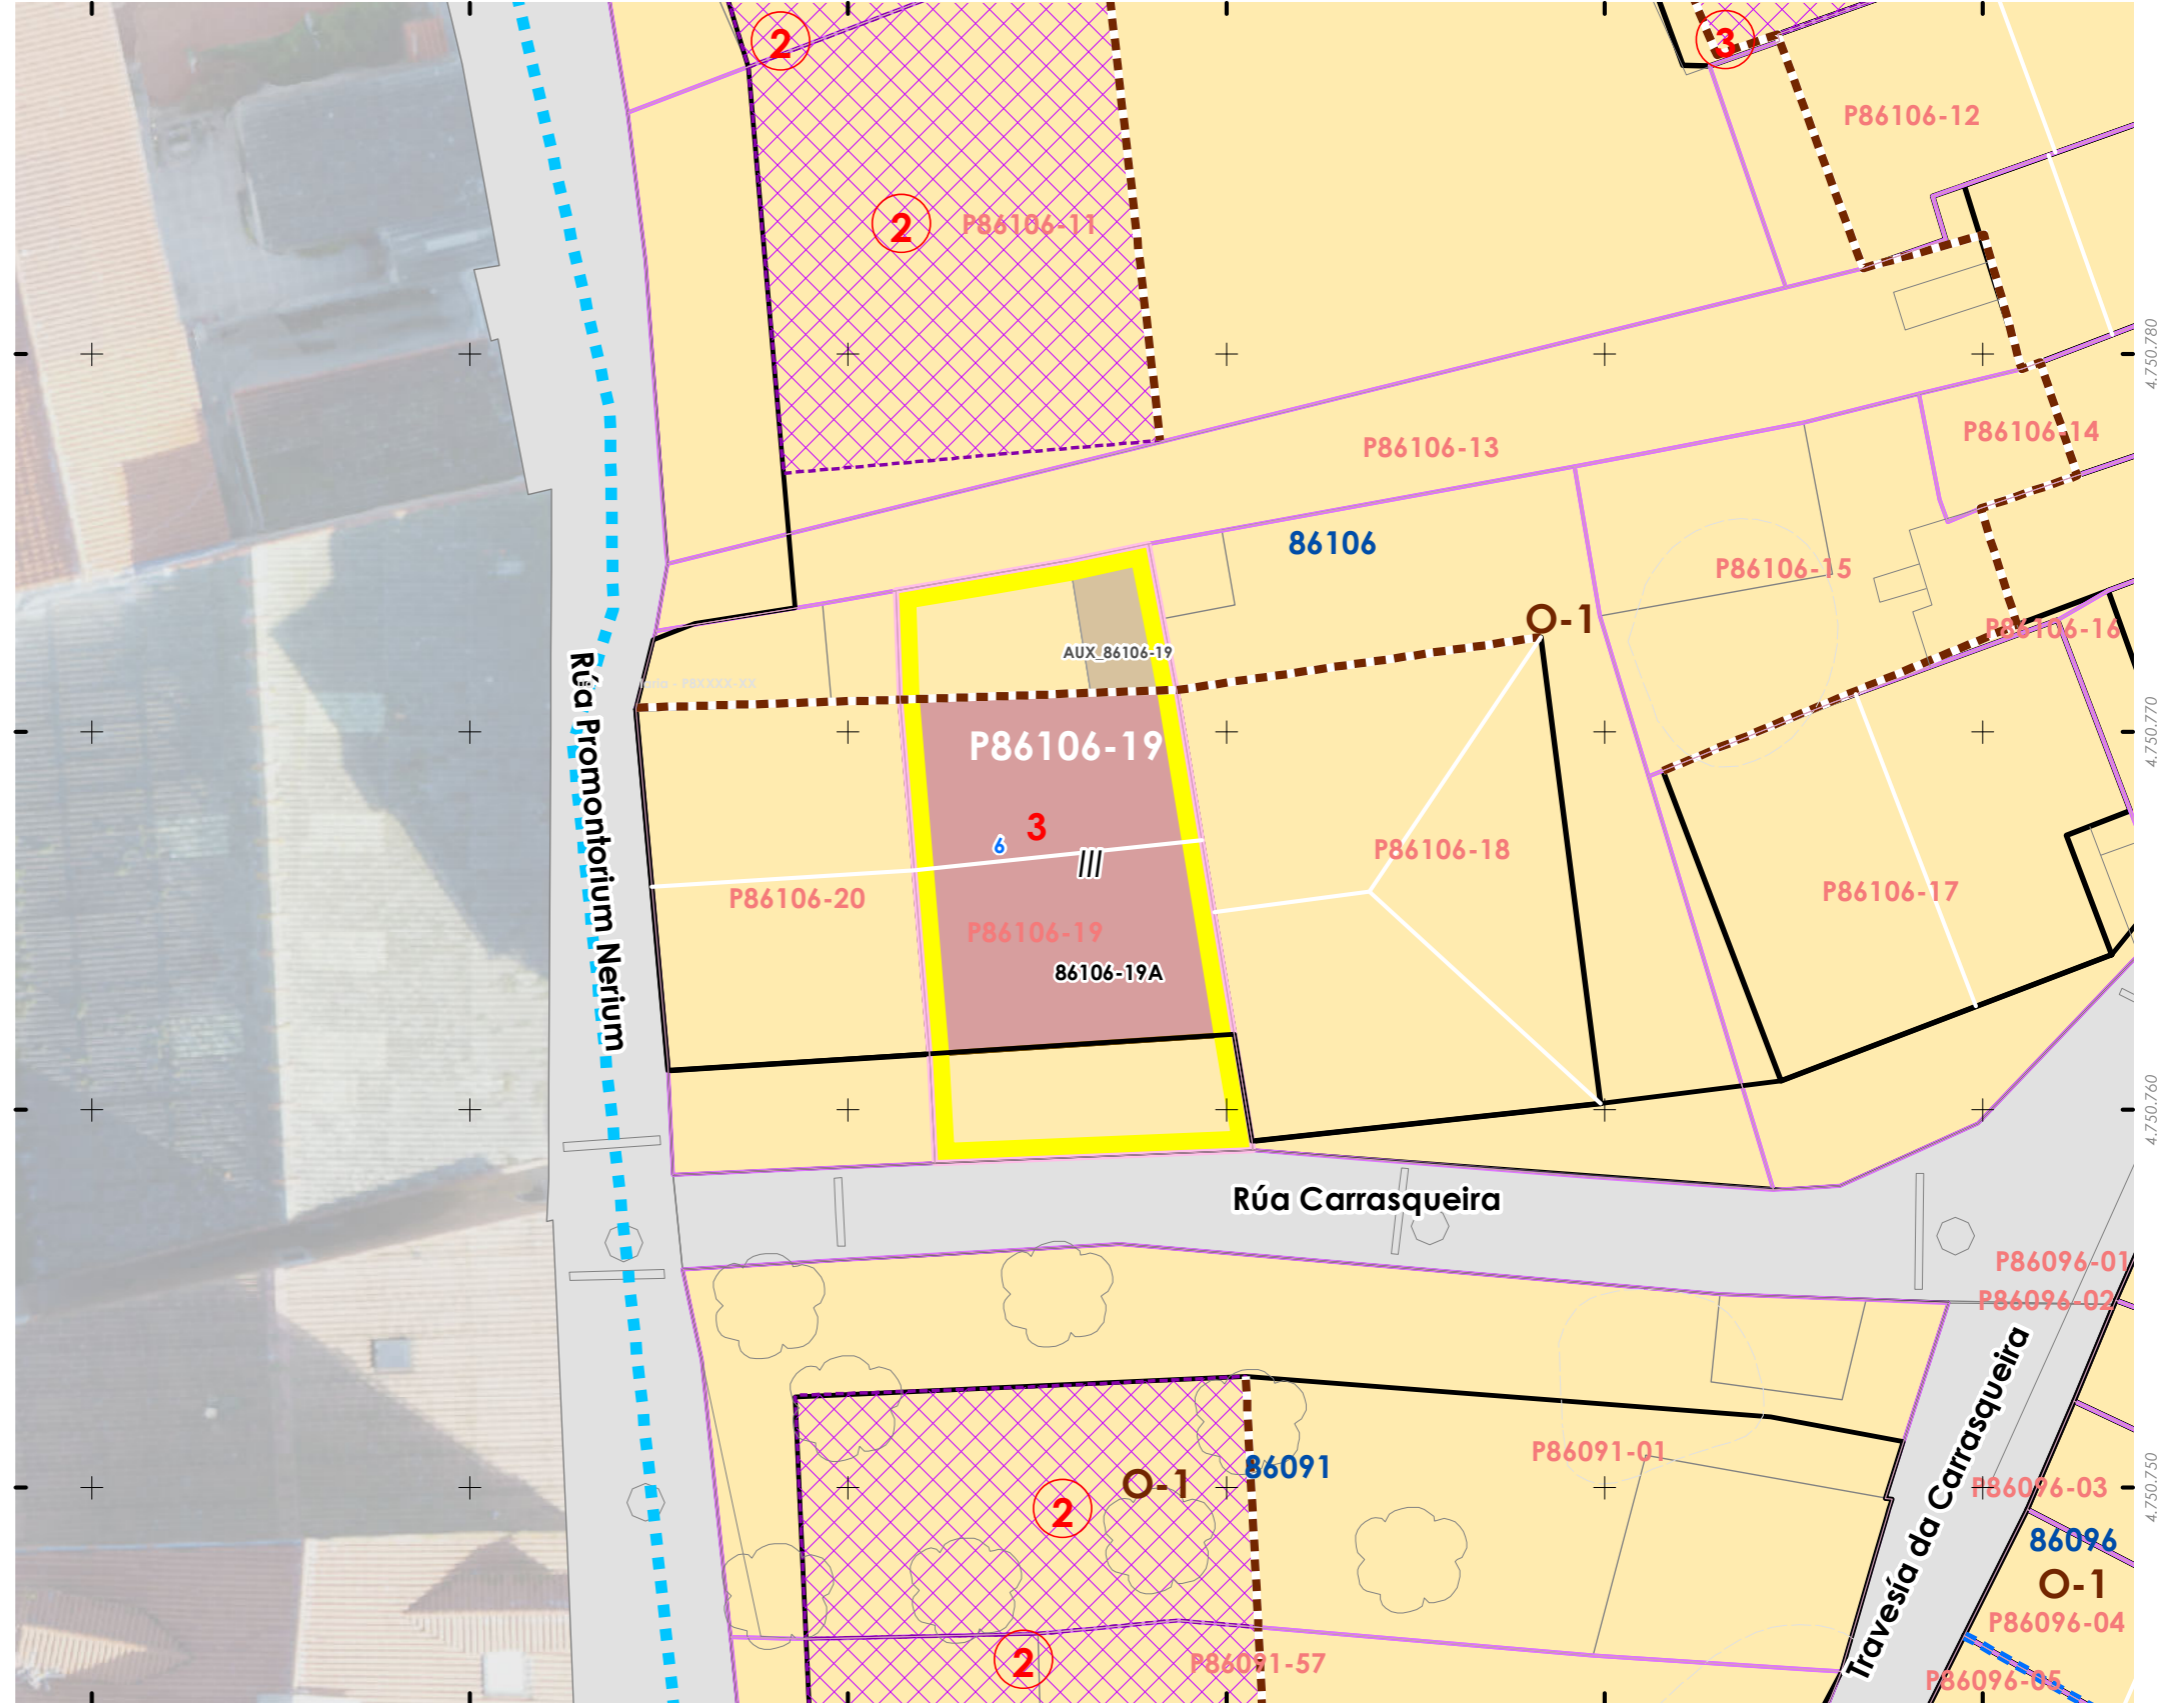 2
3
P86106-12
2
P86106-11
4.750.780
P86106-13
P86106-14
86106
P86106-15
O-1
P86106-16
AUX_86106-19
Rúa Promontorium Nerium
P86106-19
4.750.770
3
6
III
P86106-18
P86106-20
P86106-17
P86106-19
86106-19A
4.750.760
Rúa Carrasqueira
P86096-01
P86096-02
Travesía da Carrasqueira
P86091-01
86091
O-1
2
P86096-03
4.750.750
86096
O-1
P86096-04
2
P86091-57
P86096-05